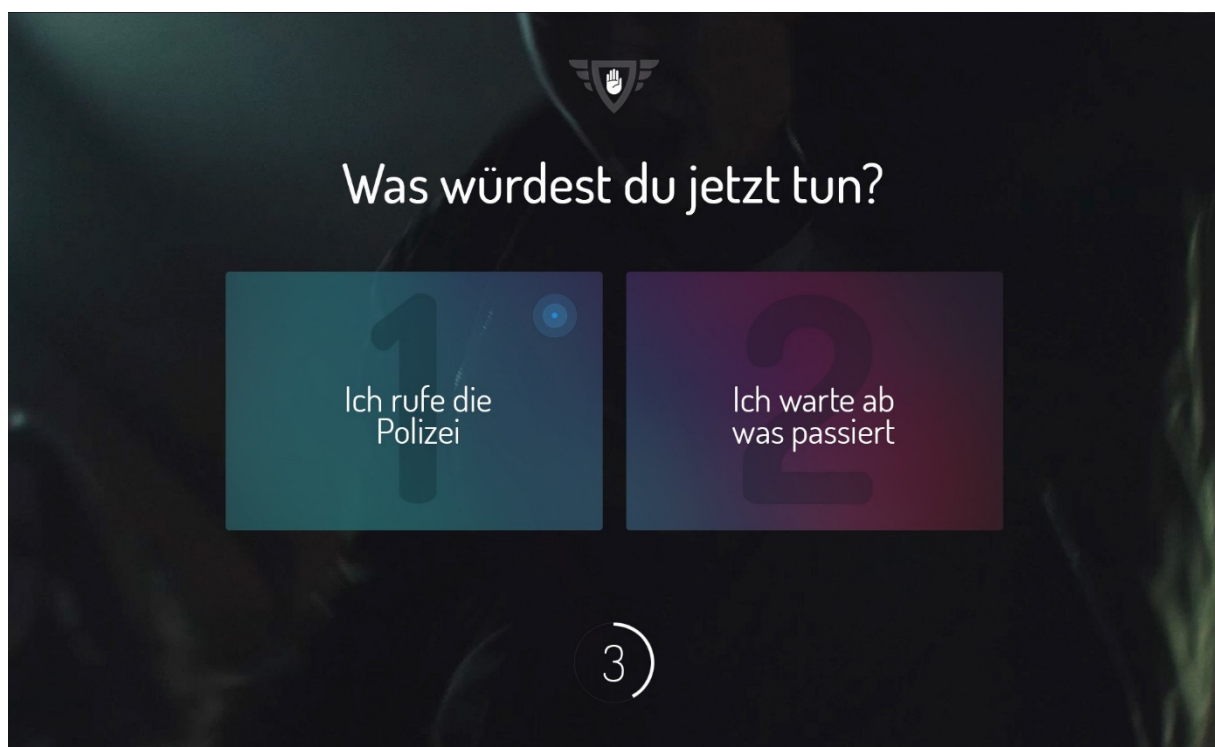 Was würdest du jetzt tun?
1
Ich rufe die
Polizei
2
Ich warte ab
was passiert
3